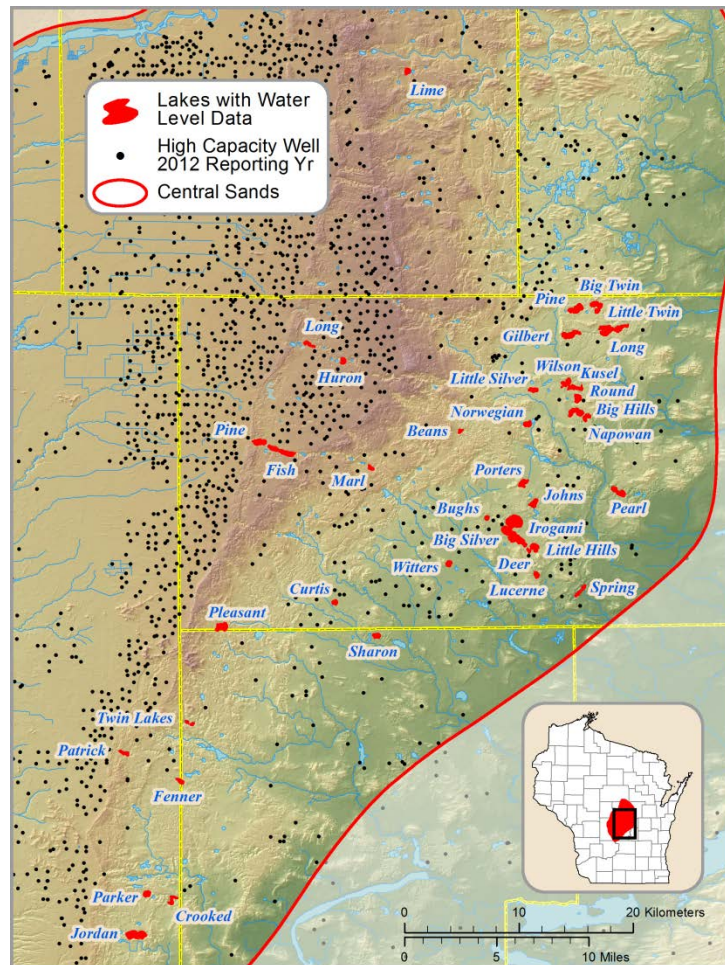 Lime
Lakes with Water
Level Data
High Capacity Well
2012 Reporting Yr
Central Sands
Big Twin
Pine
Little Twin
Long
Gilbert
Long
Huron
Wilson
Kusel
Little Silver
Round
Norwegian
Big Hills
Beans
Napowan
Pine
Fish
Marl
Porters
Johns
Pearl
Bughs
Irogami
Big Silver
Little Hills
Witters
Deer
Lucerne
Spring
Curtis
Pleasant
Sharon
Twin Lakes
Patrick
Fenner
Parker
Crooked
Jordan
0 10 20 Kilometers
0 5 10 Miles